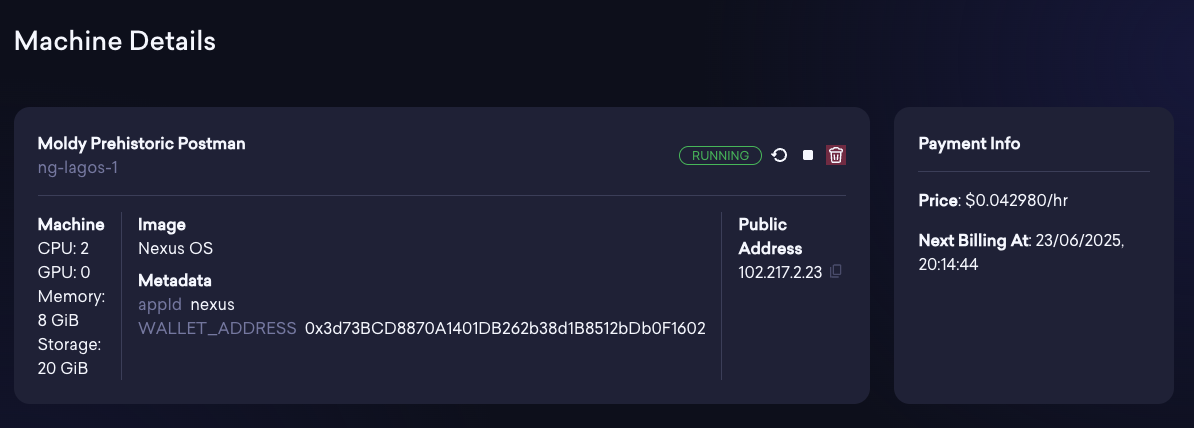 Machine Details
Moldy Prehistoric Postman
ng-lagos-1
RUNNING
Machine
CPU: 2
GPU: 0
Memory:
8 GiB
Storage:
20 GiB
Image
Nexus OS
Metadata
appId nexus
WALLET_ADDRESS 0x3d73BCD8870A1401DB262b38d1B8512bDb0F1602
Public
Address
102.217.2.23
Payment Info
Price: $0.042980/hr
Next Billing At: 23/06/2025,
20:14:44